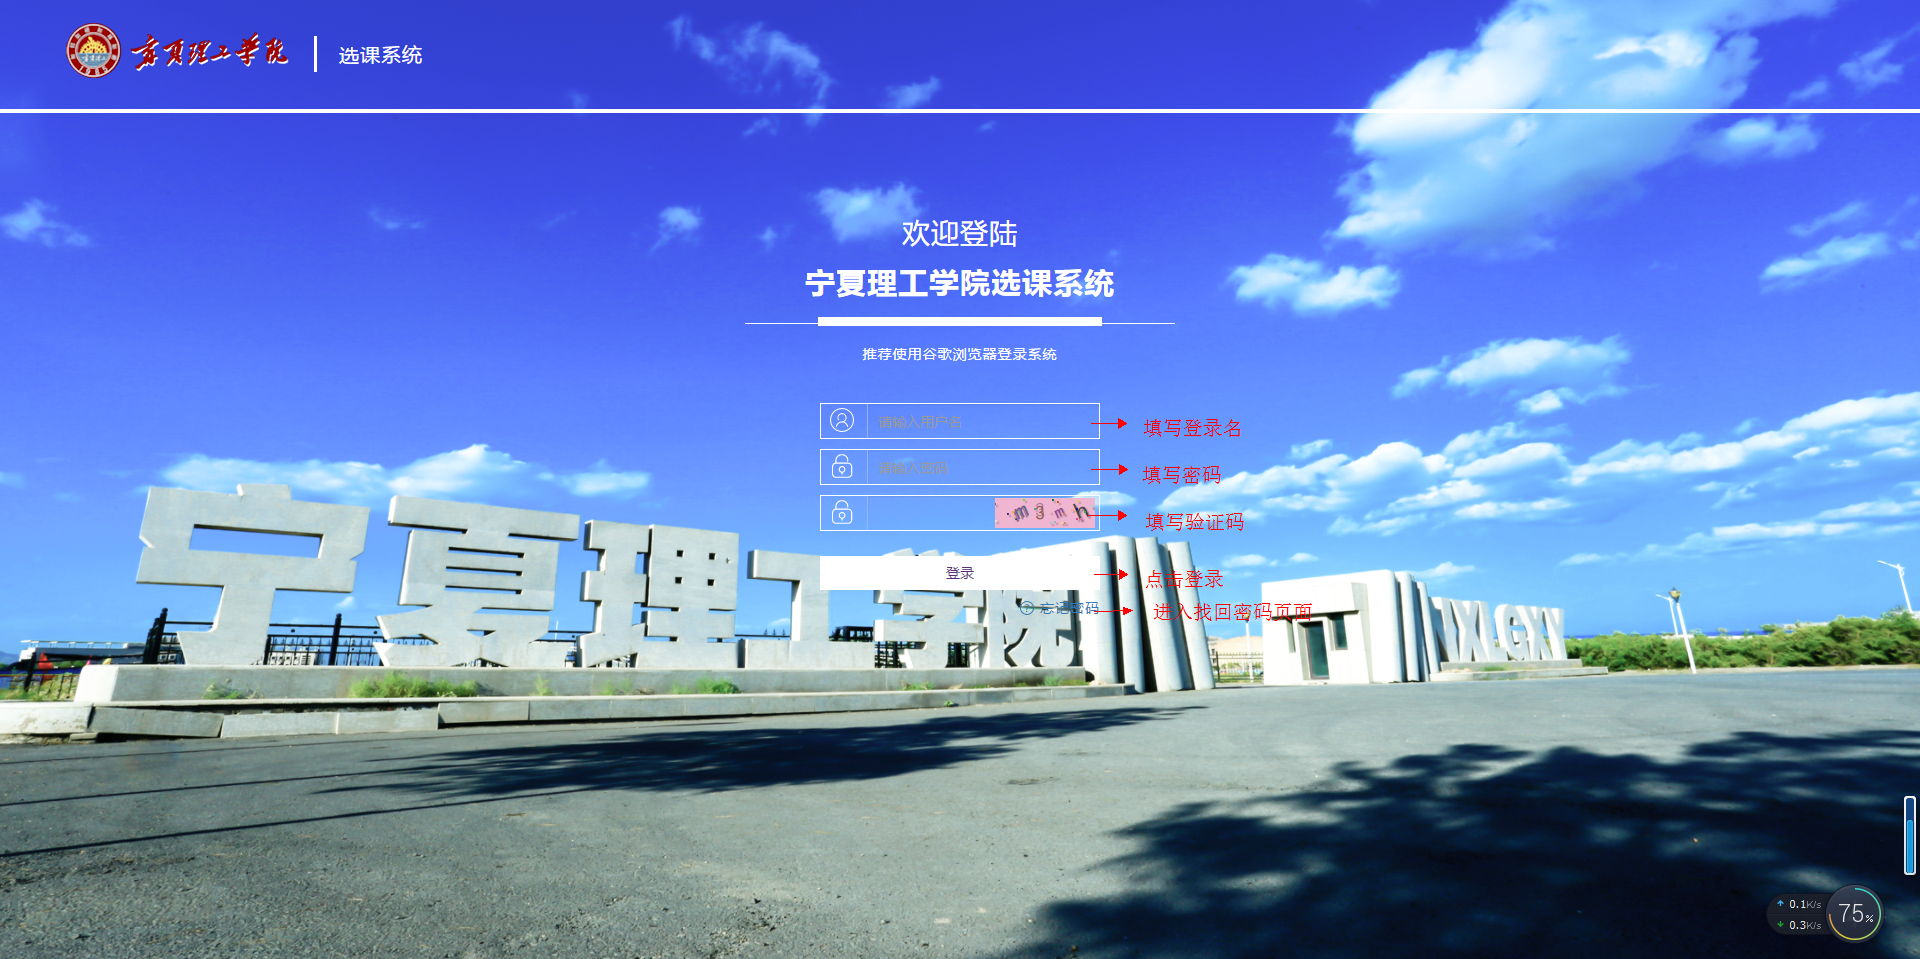 宁夏理工学院 选课系统
欢迎登陆
宁夏理工学院选课系统
推荐使用谷歌浏览器登录系统
请输入用户名 填写登录名
请输入密码 填写密码
m3mh 填写验证码
登录 点击登录
忘记密码 进入找回密码页面
宁夏理工学院
NXLGXY
0.1K/s
0.3K/s
75%